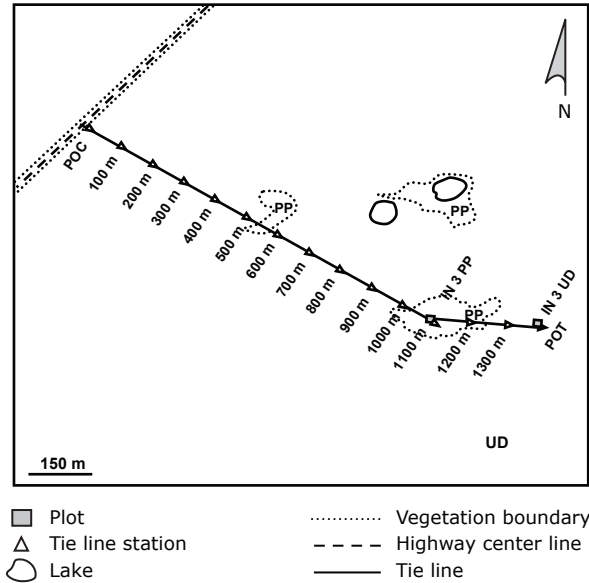 N
POC
100 m
200 m
300 m
400 m
500 m
600 m
700 m
800 m
900 m
1000 m
1100 m
1200 m
1300 m
POT
PP
PP
PP
IN 3 PP
IN 3 UD
UD
150 m
Plot
Tie line station
Lake
Vegetation boundary
Highway center line
Tie line